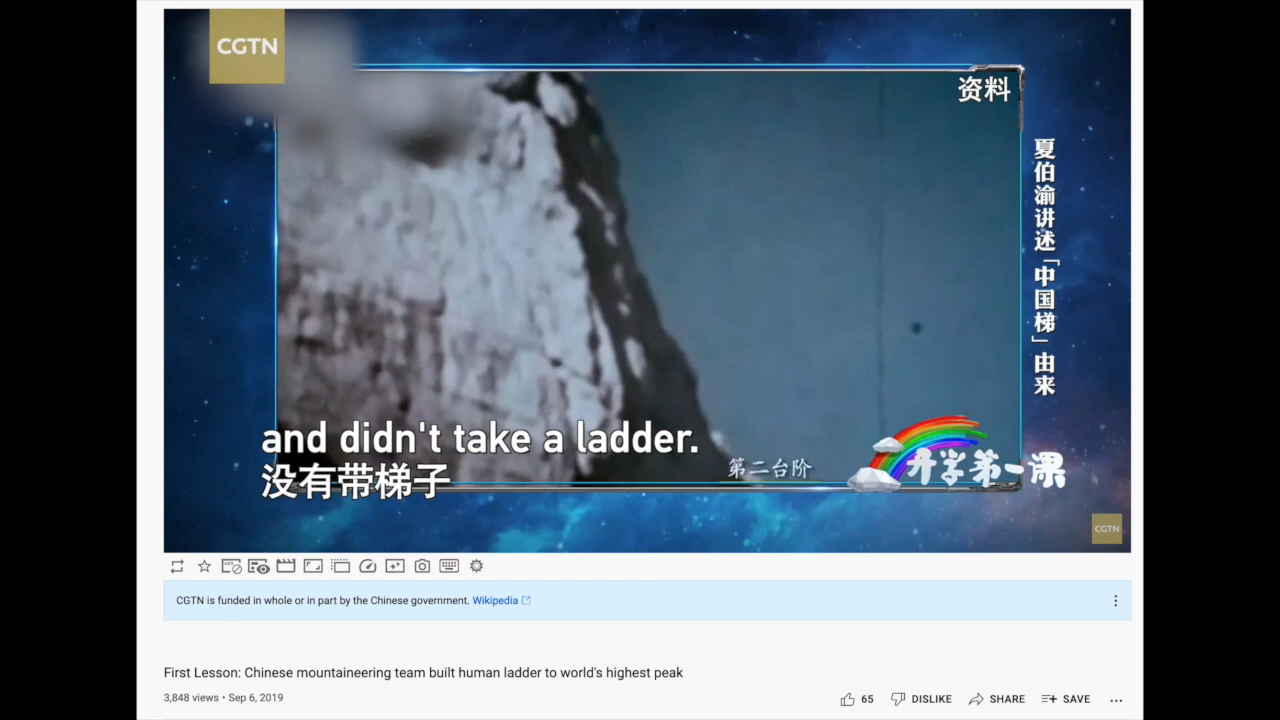 CGTN
资料
夏伯渝讲述「中国梯」由来
and didn't take a ladder.
没有带梯子
第二台阶
开学第一课
CGTN
CGTN is funded in whole or in part by the Chinese government. Wikipedia
First Lesson: Chinese mountaineering team built human ladder to world's highest peak
3,848 views • Sep 6, 2019
65 DISLIKE SHARE SAVE